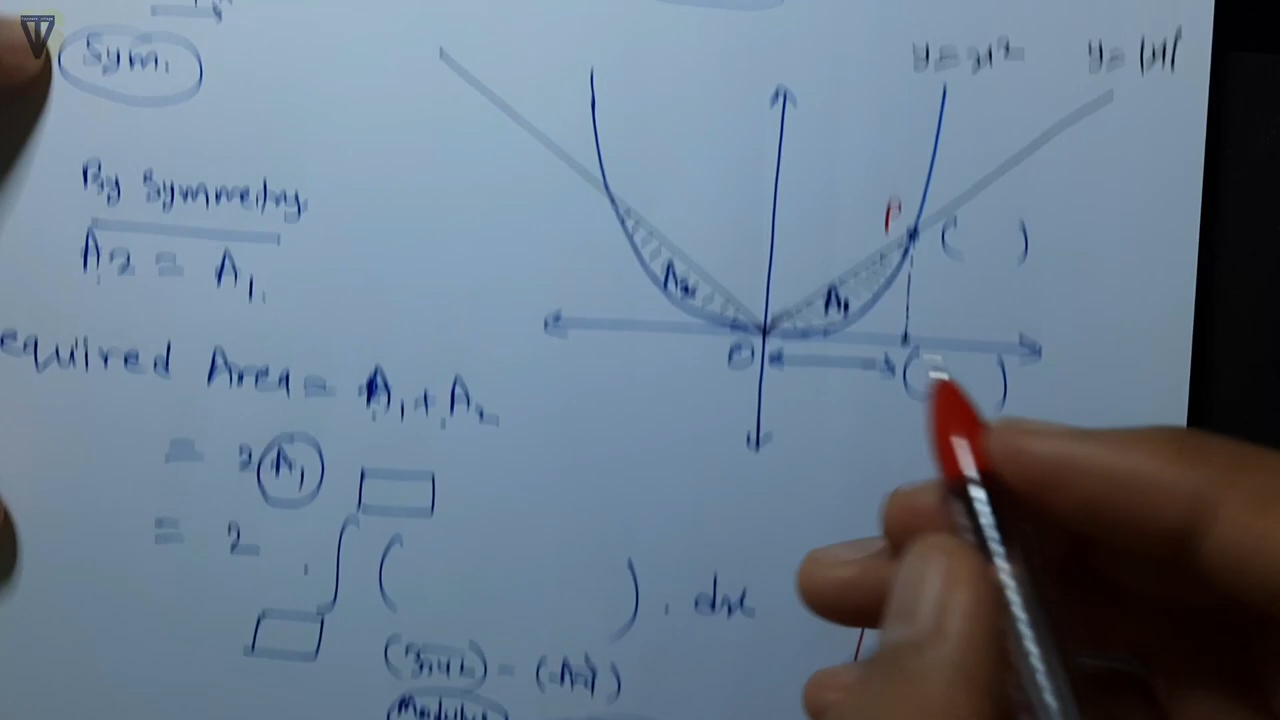 Sym.
y = x² y = |x|
By Symmetry
A2 = A1
P ( )
A2 A1
O ( )
equired Area = A1 + A2
= 2 A1
= 2 ∫ ( ) . dx